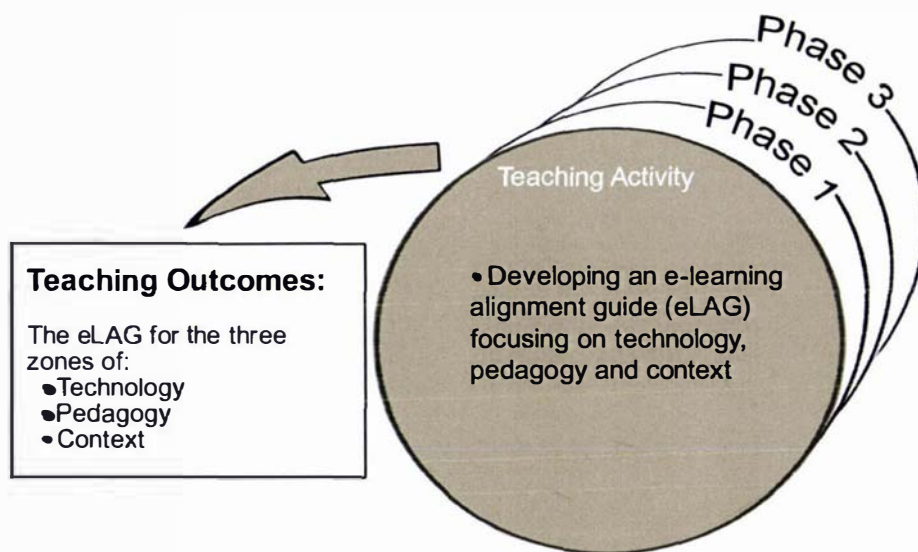 Phase 3
Phase 2
Phase 1
Teaching Activity
• Developing an e-learning
alignment guide (eLAG)
focusing on technology,
pedagogy and context
Teaching Outcomes:
The eLAG for the three
zones of:
• Technology
• Pedagogy
• Context